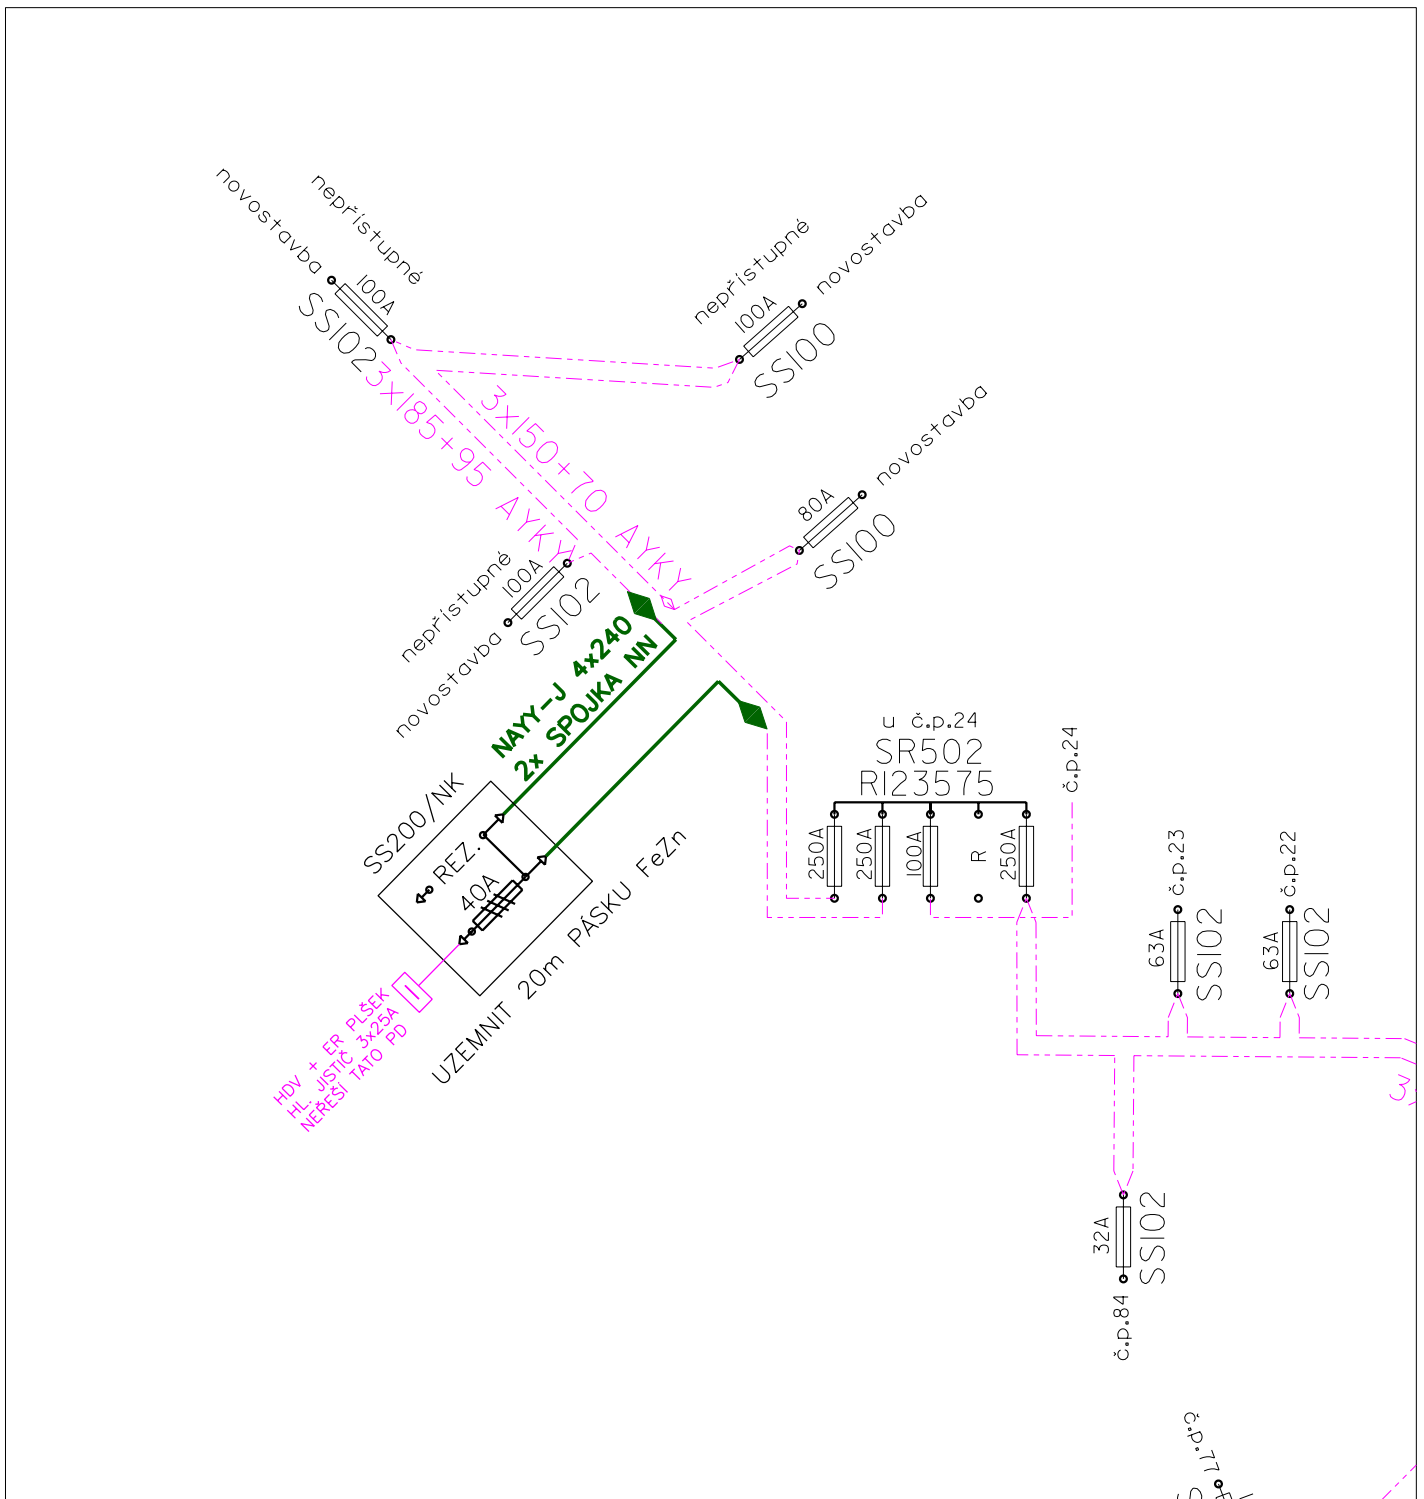 novostavba
nepřístupné
100A
SS102
nepřístupné
novostavba
100A
SS100
3x185+95 AYKY
3x150+70 AYKY
novostavba
80A
SS100
nepřístupné
100A
SS102
novostavba
NAYY-J 4x240
2x SPOJKA NN
SS200/NK
REZ.
40A
UZEMNIT 20m PÁSKU FeZn
HDV + ER PLŠEK
HL. JISTIČ 3x25A
NEŘEŠÍ TATO PD
u č.p.24
SR502
R123575
250A
250A
100A
R
250A
č.p.24
č.p.23
63A
SS102
č.p.22
63A
SS102
32A
SS102
č.p.84
č.p.77